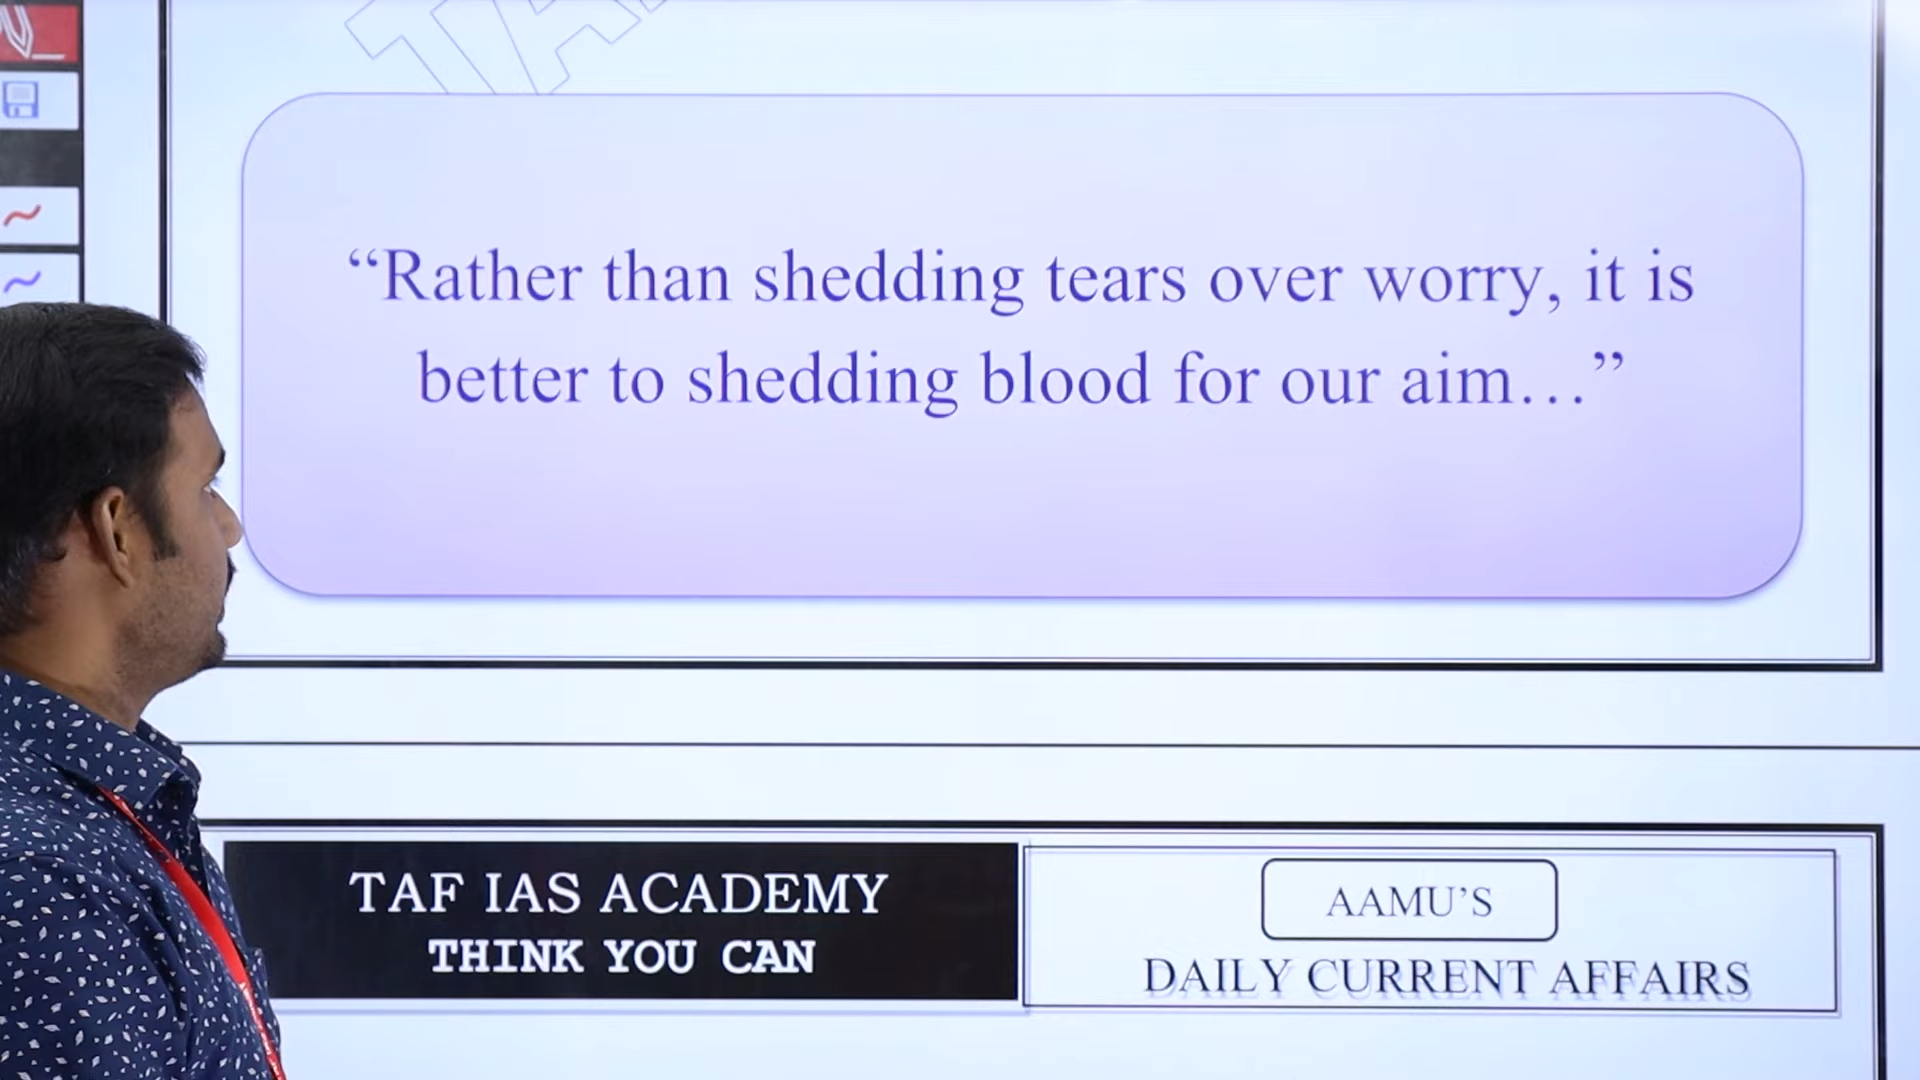 TA
“Rather than shedding tears over worry, it is
better to shedding blood for our aim…”
TAF IAS ACADEMY
THINK YOU CAN
AAMU’S
DAILY CURRENT AFFAIRS